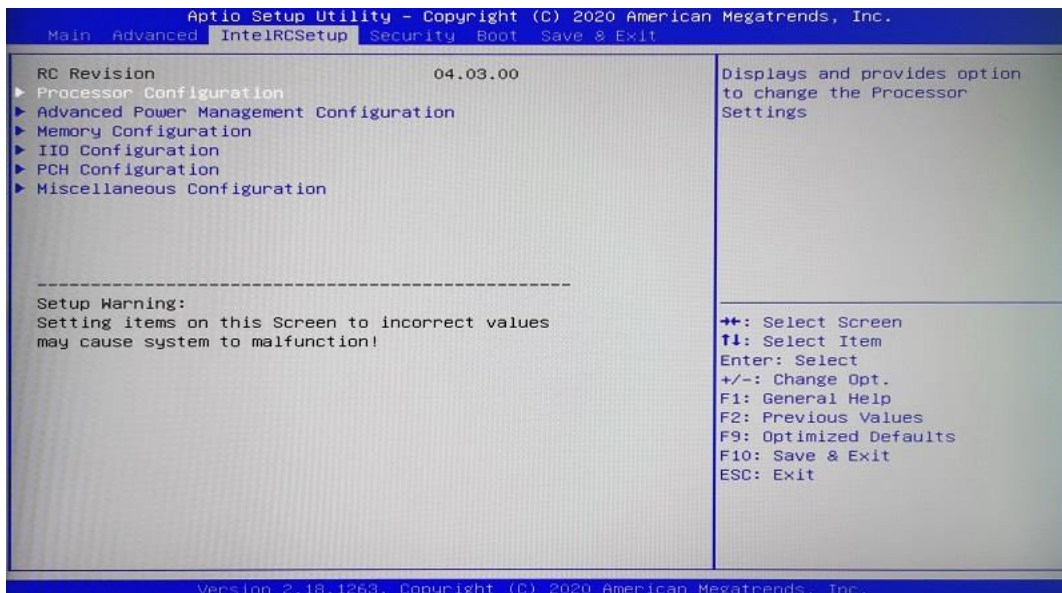 Aptio Setup Utility – Copyright (C) 2020 American Megatrends, Inc.
Main Advanced IntelRCSetup Security Boot Save & Exit
RC Revision 04.03.00
► Processor Configuration
► Advanced Power Management Configuration
► Memory Configuration
► IIO Configuration
► PCH Configuration
► Miscellaneous Configuration
Displays and provides option
to change the Processor
Settings
----------------------------------------------------
Setup Warning:
Setting items on this Screen to incorrect values
may cause system to malfunction!
→←: Select Screen
↑↓: Select Item
Enter: Select
+/-: Change Opt.
F1: General Help
F2: Previous Values
F9: Optimized Defaults
F10: Save & Exit
ESC: Exit
Version 2.18.1263. Copyright (C) 2020 American Megatrends, Inc.